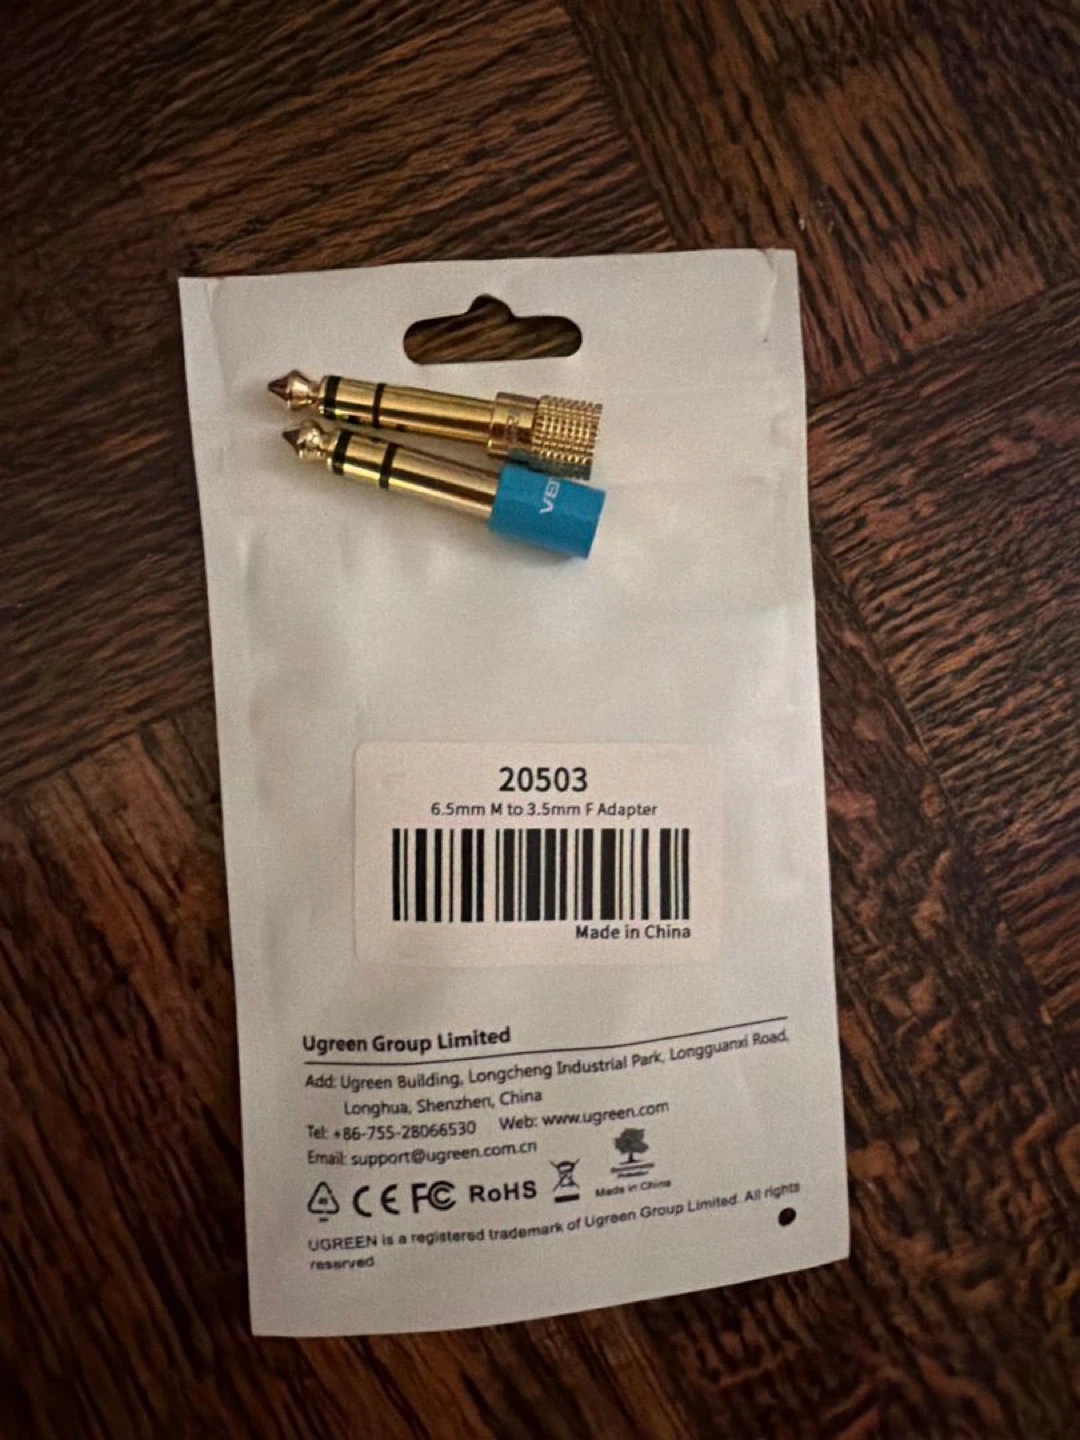 VE
20503
6.5mm M to 3.5mm F Adapter
Made in China
Ugreen Group Limited
Add: Ugreen Building, Longcheng Industrial Park, Longguanxi Road,
Longhua, Shenzhen, China
Tel: +86-755-28066530 Web: www.ugreen.com
Email: support@ugreen.com.cn
CE FC RoHS
Made in China
UGREEN is a registered trademark of Ugreen Group Limited. All rights
reserved